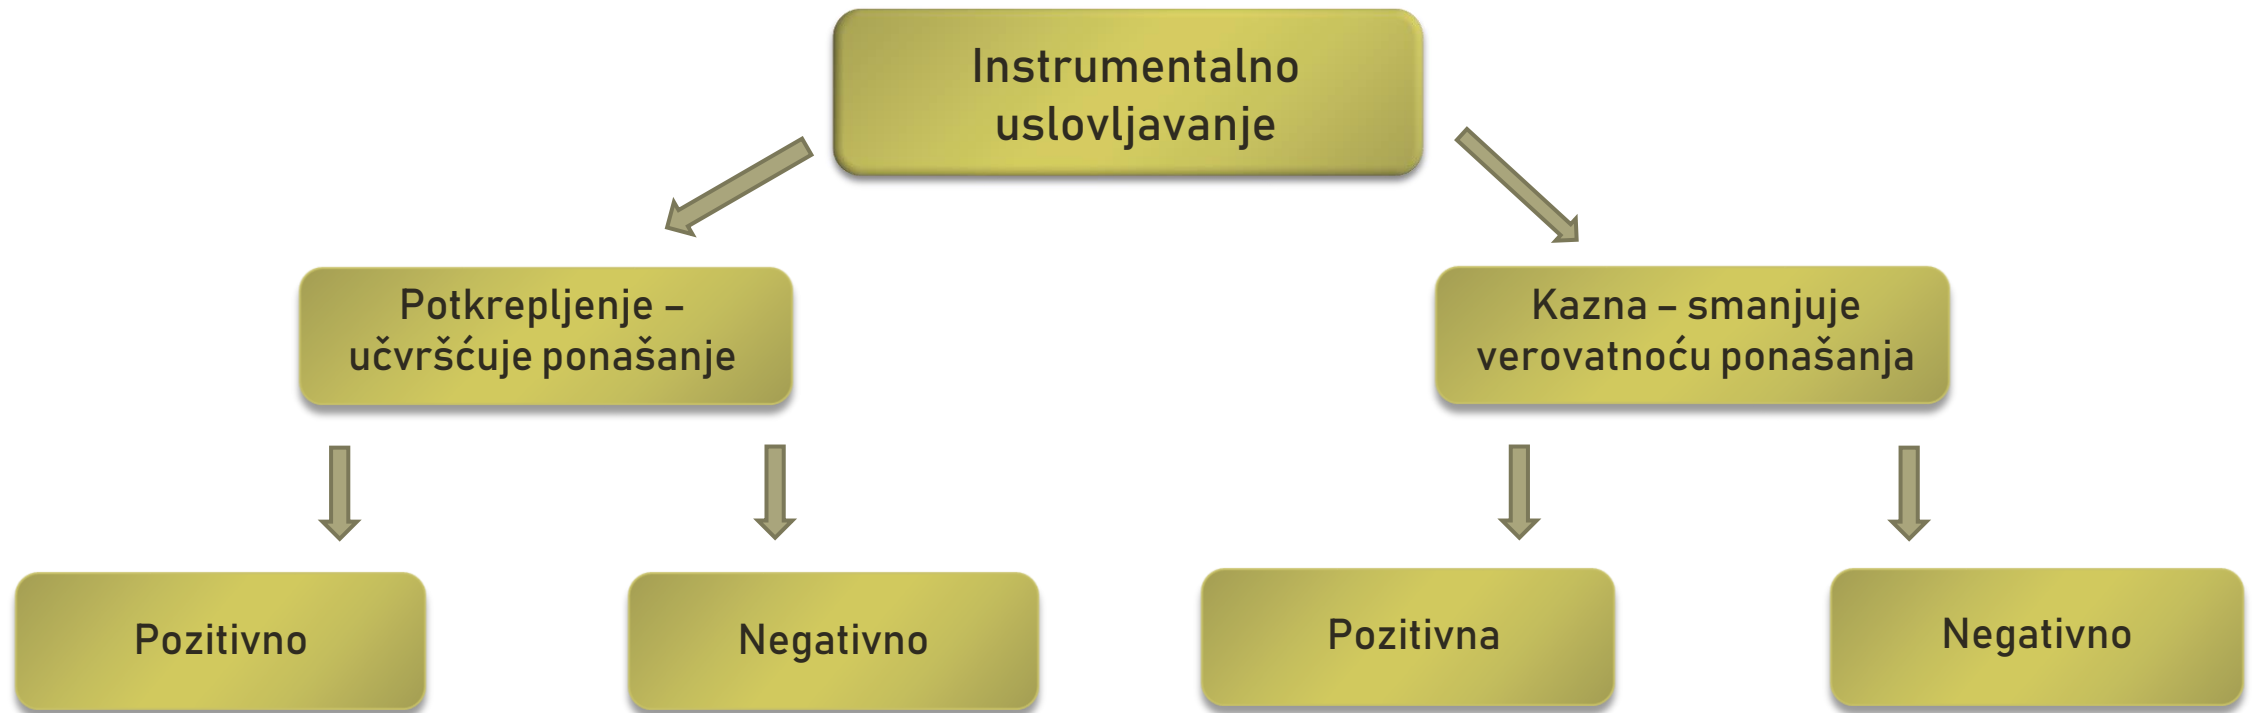 Instrumentalno
uslovljavanje
Potkrepljenje –
učvršćuje ponašanje
Kazna – smanjuje
verovatnoću ponašanja
Pozitivno
Negativno
Pozitivna
Negativno